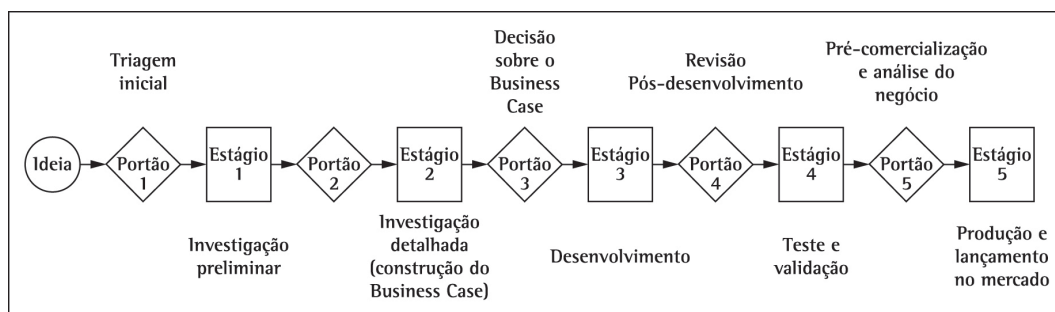 Triagem
inicial
Decisão
sobre o
Business
Case
Revisão
Pós-desenvolvimento
Pré-comercialização
e análise do
negócio
Ideia
Portão
1
Estágio
1
Portão
2
Estágio
2
Portão
3
Estágio
3
Portão
4
Estágio
4
Portão
5
Estágio
5
Investigação
preliminar
Investigação
detalhada
(construção do
Business Case)
Desenvolvimento
Teste e
validação
Produção e
lançamento
no mercado